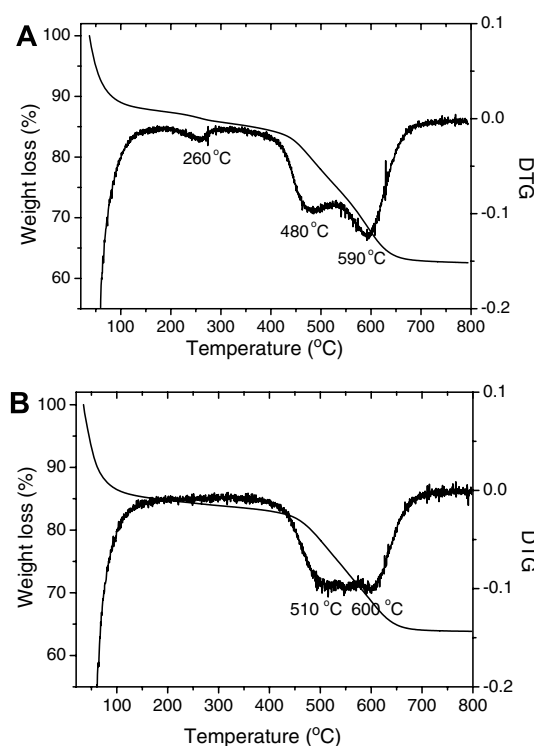 A
100
90
80
70
60
Weight loss (%)
0.1
0.0
-0.1
-0.2
DTG
260 °C
480 °C
590 °C
100 200 300 400 500 600 700 800
Temperature (°C)
B
100
90
80
70
60
Weight loss (%)
0.1
0.0
-0.1
-0.2
DTG
510 °C 600 °C
100 200 300 400 500 600 700 800
Temperature (°C)